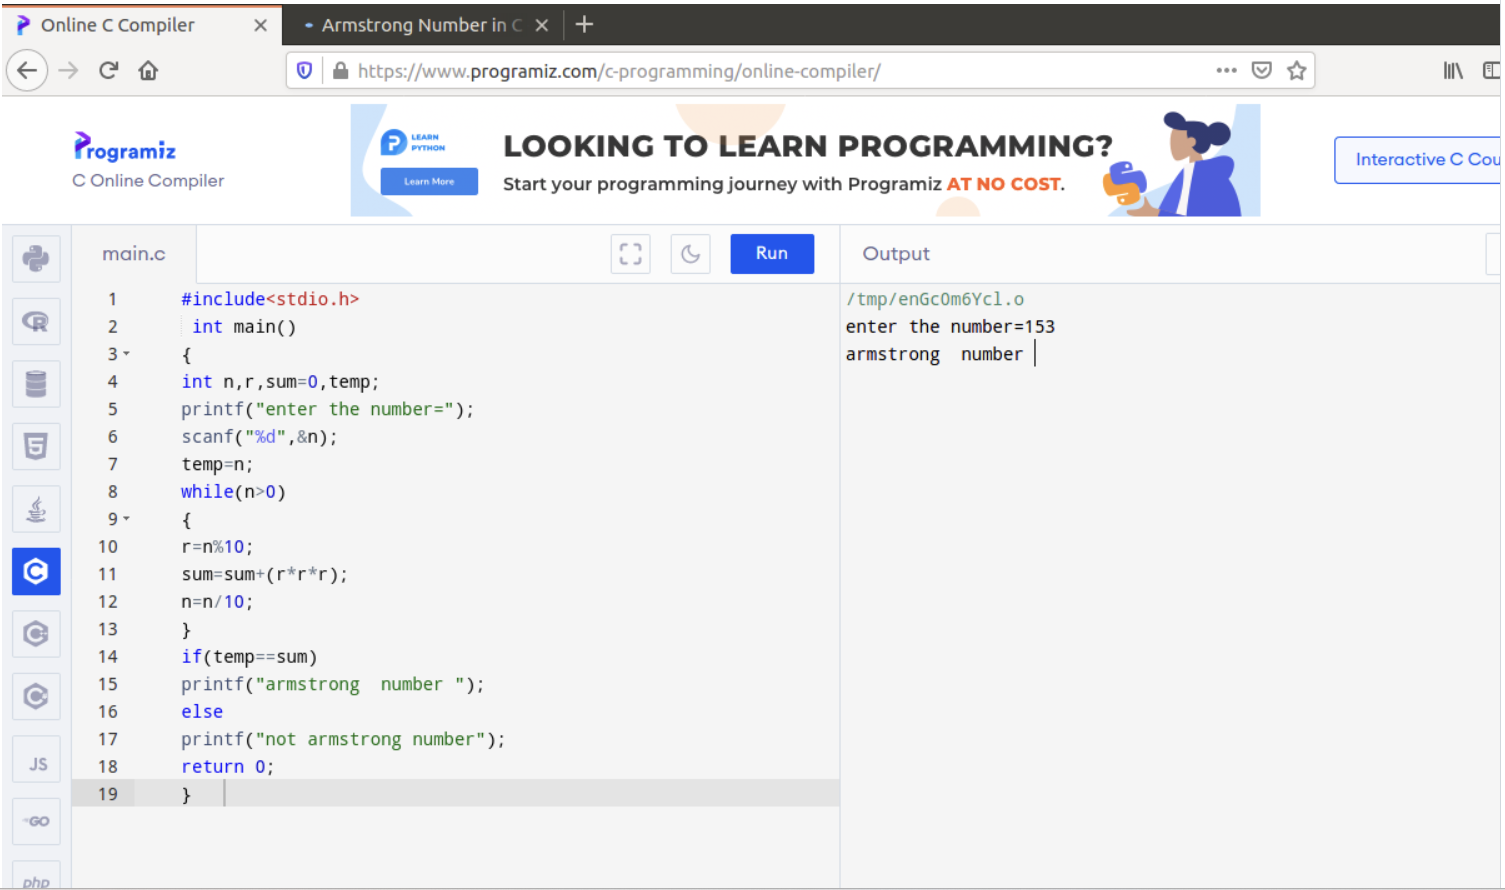 Online C Compiler
Armstrong Number in C
https://www.programiz.com/c-programming/online-compiler/
Programiz
C Online Compiler
LEARN
PYTHON
Learn More
LOOKING TO LEARN PROGRAMMING?
Start your programming journey with Programiz AT NO COST.
Interactive C Cou
main.c
Run
Output
1 #include<stdio.h>
2 int main()
3 {
4 int n,r,sum=0,temp;
5 printf("enter the number=");
6 scanf("%d",&n);
7 temp=n;
8 while(n>0)
9 {
10 r=n%10;
11 sum=sum+(r*r*r);
12 n=n/10;
13 }
14 if(temp==sum)
15 printf("armstrong  number ");
16 else
17 printf("not armstrong number");
18 return 0;
19 }
/tmp/enGcOm6Ycl.o
enter the number=153
armstrong  number
JS
GO
php